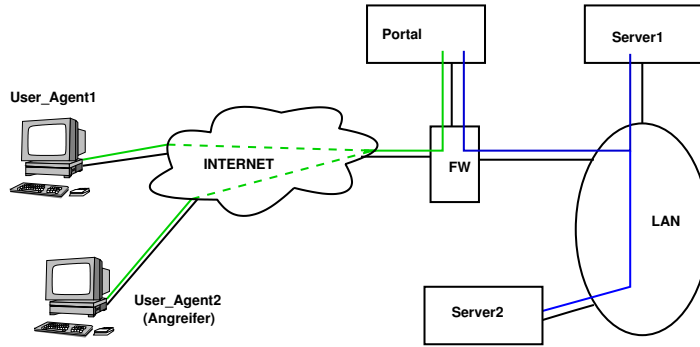 Portal
Server1
User_Agent1
INTERNET
FW
LAN
User_Agent2
(Angreifer)
Server2